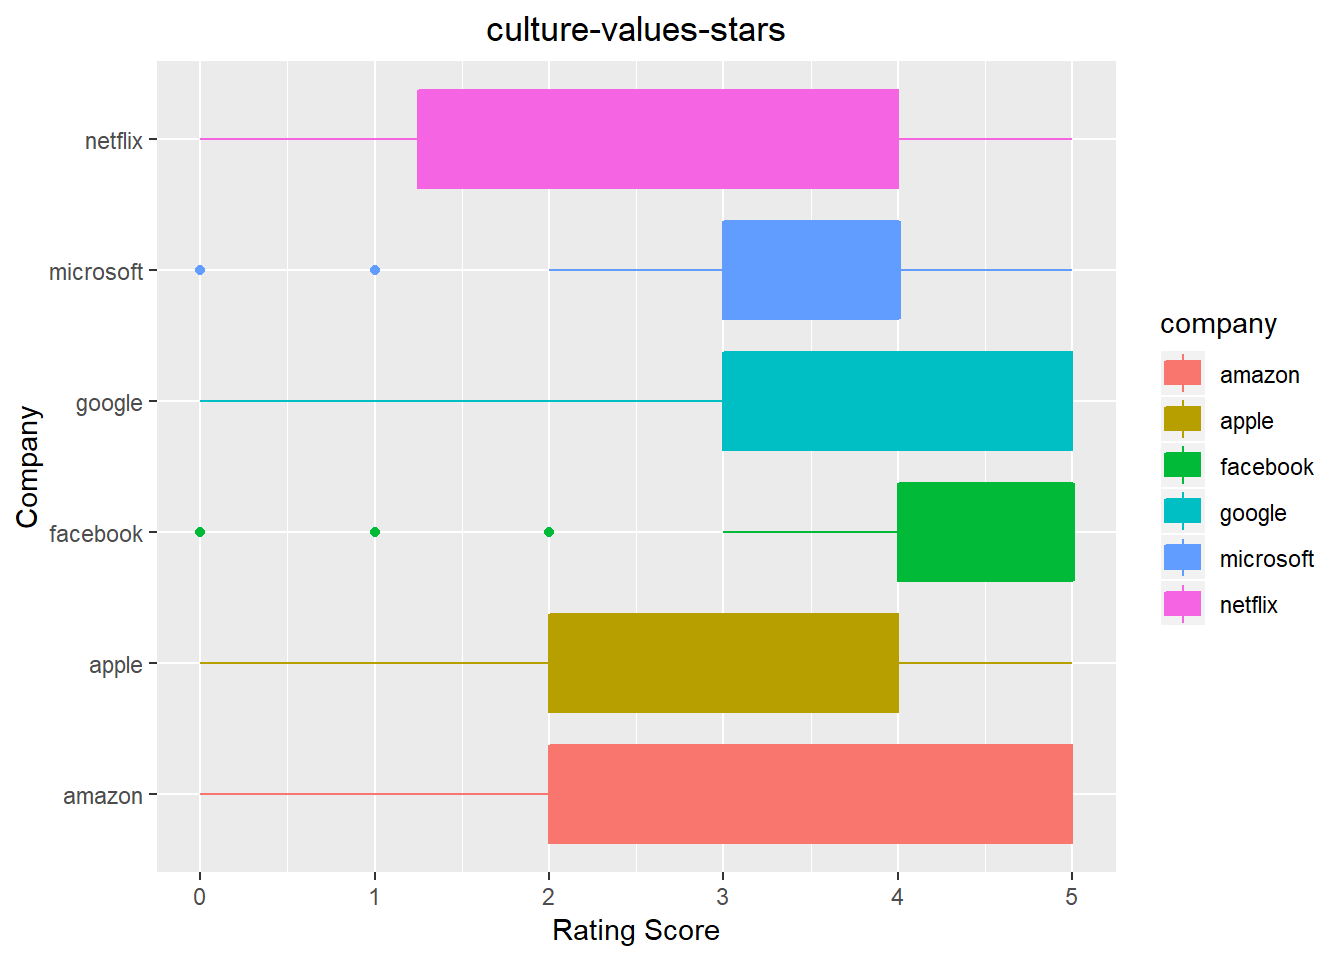 culture-values-stars
netflix
microsoft
google
facebook
apple
amazon
Company
0 1 2 3 4 5
Rating Score
company
amazon
apple
facebook
google
microsoft
netflix